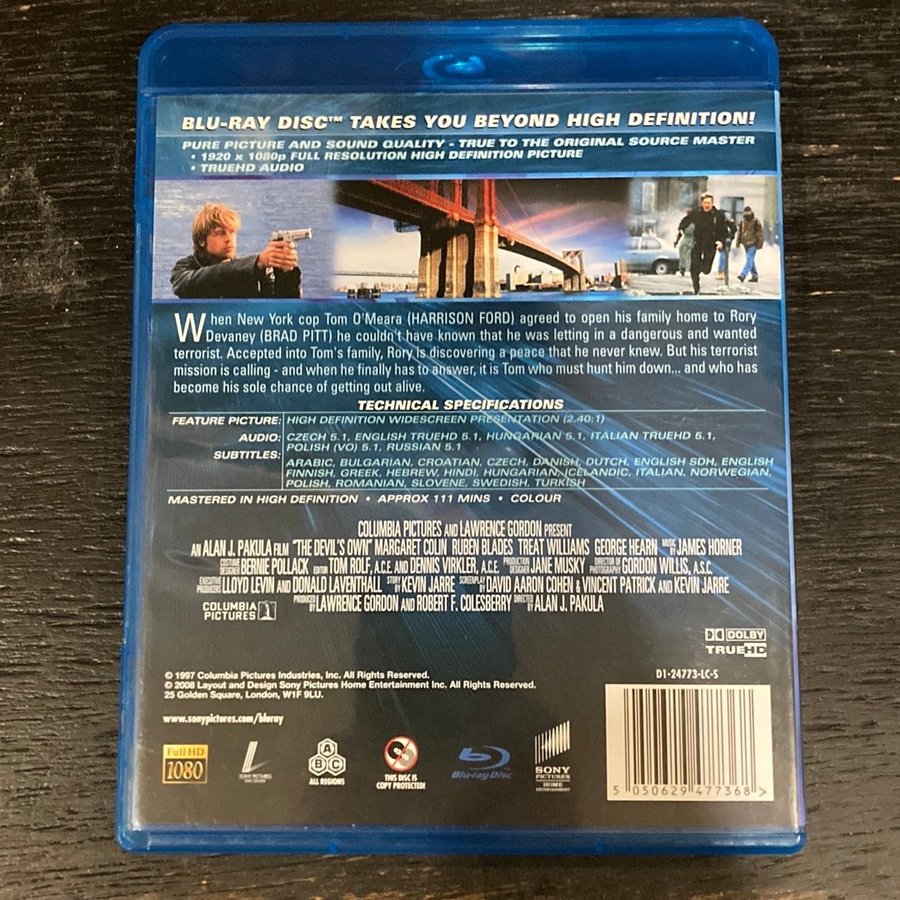 BLU-RAY DISC™ TAKES YOU BEYOND HIGH DEFINITION!
PURE PICTURE AND SOUND QUALITY - TRUE TO THE ORIGINAL SOURCE MASTER
• 1920 x 1080p FULL RESOLUTION HIGH DEFINITION PICTURE
• TRUEHD AUDIO
When New York cop Tom O'Meara (HARRISON FORD) agreed to open his family home to Rory
Devaney (BRAD PITT) he couldn't have known that he was letting in a dangerous and wanted
terrorist. Accepted into Tom's family, Rory is discovering a peace that he never knew. But his terrorist
mission is calling - and when he finally has to answer, it is Tom who must hunt him down... and who has
become his sole chance of getting out alive.
TECHNICAL SPECIFICATIONS
FEATURE PICTURE: HIGH DEFINITION WIDESCREEN PRESENTATION (2.40:1)
AUDIO: CZECH 5.1, ENGLISH TRUEHD 5.1, HUNGARIAN 5.1, ITALIAN TRUEHD 5.1,
POLISH (VO) 5.1, RUSSIAN 5.1
SUBTITLES: ARABIC, BULGARIAN, CROATIAN, CZECH, DANISH, DUTCH, ENGLISH SDH, ENGLISH
FINNISH, GREEK, HEBREW, HINDI, HUNGARIAN, ICELANDIC, ITALIAN, NORWEGIAN,
POLISH, ROMANIAN, SLOVENE, SWEDISH, TURKISH
MASTERED IN HIGH DEFINITION • APPROX 111 MINS • COLOUR
COLUMBIA PICTURES AND LAWRENCE GORDON PRESENT
AN ALAN J. PAKULA FILM "THE DEVIL'S OWN" MARGARET COLIN RUBEN BLADES TREAT WILLIAMS GEORGE HEARN MUSIC BY JAMES HORNER
COSTUME DESIGNER BERNIE POLLACK EDITOR TOM ROLF, A.C.E. AND DENNIS VIRKLER, A.C.E. PRODUCTION DESIGNER JANE MUSKY DIRECTOR OF PHOTOGRAPHY GORDON WILLIS, A.S.C.
EXECUTIVE PRODUCERS LLOYD LEVIN AND DONALD LAVENTHALL STORY BY KEVIN JARRE SCREENPLAY BY DAVID AARON COHEN & VINCENT PATRICK AND KEVIN JARRE
PRODUCED BY LAWRENCE GORDON AND ROBERT F. COLESBERRY DIRECTED BY ALAN J. PAKULA
COLUMBIA
PICTURES
DOLBY
TRUEHD
© 1997 Columbia Pictures Industries, Inc. All Rights Reserved.
© 2008 Layout and Design Sony Pictures Home Entertainment Inc. All Rights Reserved.
25 Golden Square, London, W1F 9LU.
D1-24773-LC-S
www.sonypictures.com/bluray
Full HD
1080
SONY PICTURES
A
B C
ALL REGIONS
THIS DISC IS
COPY PROTECTED!
Blu-ray Disc
SONY
PICTURES
HOME
ENTERTAINMENT
5 050629 477368 >